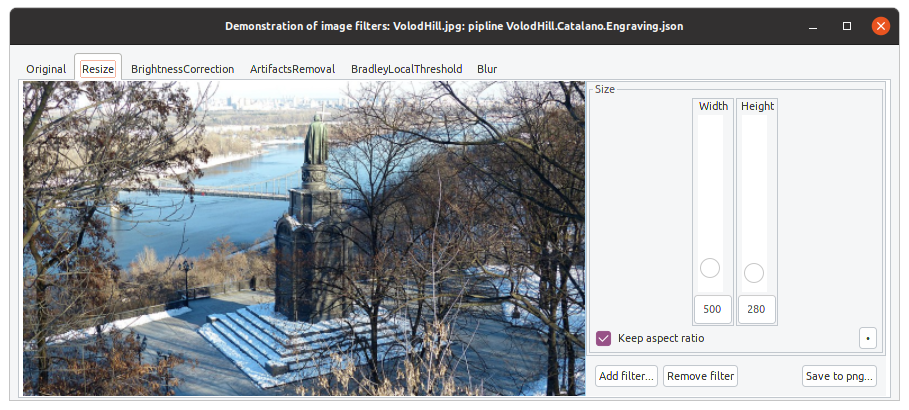 Demonstration of image filters: VolodHill.jpg: pipline VolodHill.Catalano.Engraving.json
Original Resize BrightnessCorrection ArtifactsRemoval BradleyLocalThreshold Blur
Size
Width Height
500 280
Keep aspect ratio
Add filter... Remove filter Save to png...